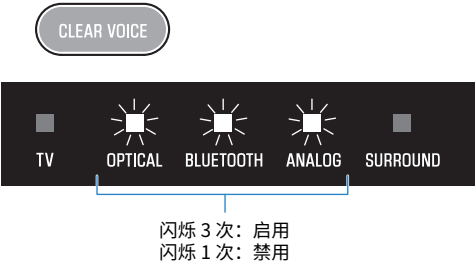 CLEAR VOICE
TV OPTICAL BLUETOOTH ANALOG SURROUND
闪烁 3 次：启用
闪烁 1 次：禁用